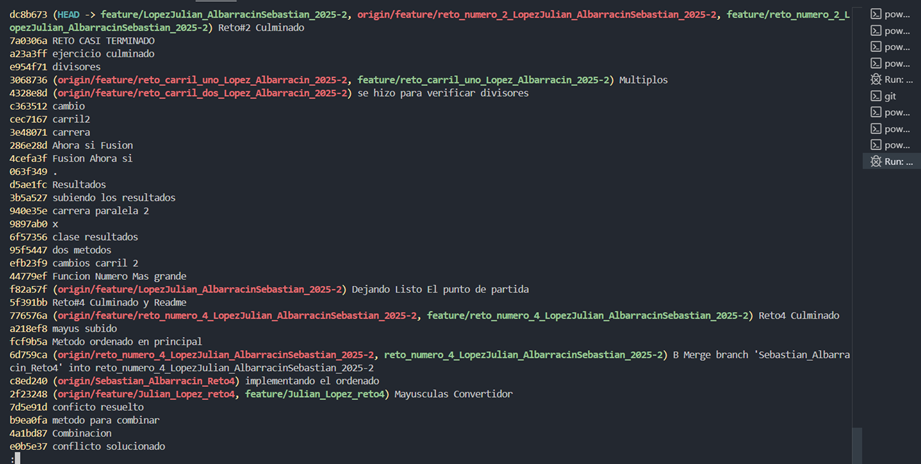 dc8b673 (HEAD -> feature/LopezJulian_AlbarracinSebastian_2025-2, origin/feature/reto_numero_2_LopezJulian_AlbarracinSebastian_2025-2, feature/reto_numero_2_L
opezJulian_AlbarracinSebastian_2025-2) Reto#2 Culminado
7a0306a RETO CASI TERMINADO
a23a3ff ejercicio culminado
e954f71 divisores
3068736 (origin/feature/reto_carril_uno_Lopez_Albarracin_2025-2, feature/reto_carril_uno_Lopez_Albarracin_2025-2) Multiplos
4328e8d (origin/feature/reto_carril_dos_Lopez_Albarracin_2025-2) se hizo para verificar divisores
c363512 cambio
cec7167 carril2
3e48071 carrera
286e28d Ahora si Fusion
4cefa3f Fusion Ahora si
063f349 .
d5ae1fc Resultados
3b5a527 subiendo los resultados
940e35e carrera paralela 2
9897ab0 x
6f57356 clase resultados
95f5447 dos metodos
efb23f9 cambios carril 2
44779ef Funcion Numero Mas grande
f82a57f (origin/feature/LopezJulian_AlbarracinSebastian_2025-2) Dejando Listo El punto de partida
5f391bb Reto#4 Culminado y Readme
776576a (origin/feature/reto_numero_4_LopezJulian_AlbarracinSebastian_2025-2, feature/reto_numero_4_LopezJulian_AlbarracinSebastian_2025-2) Reto4 Culminado
a218ef8 mayus subido
fcf9b5a Metodo ordenado en principal
6d759ca (origin/reto_numero_4_LopezJulian_AlbarracinSebastian_2025-2, reto_numero_4_LopezJulian_AlbarracinSebastian_2025-2) B Merge branch 'Sebastian_Albarra
cin_Reto4' into reto_numero_4_LopezJulian_AlbarracinSebastian_2025-2
c8ed240 (origin/Sebastian_Albarracin_Reto4) implementando el ordenado
2f23248 (origin/feature/Julian_Lopez_reto4, feature/Julian_Lopez_reto4) Mayusculas Convertidor
7d5e91d conficto resuelto
b9ea0fa metodo para combinar
4a1bd87 Combinacion
e0b5e37 conflicto solucionado
:
pow...
pow...
pow...
pow...
Run: ...
git
pow...
pow...
pow...
Run: ...